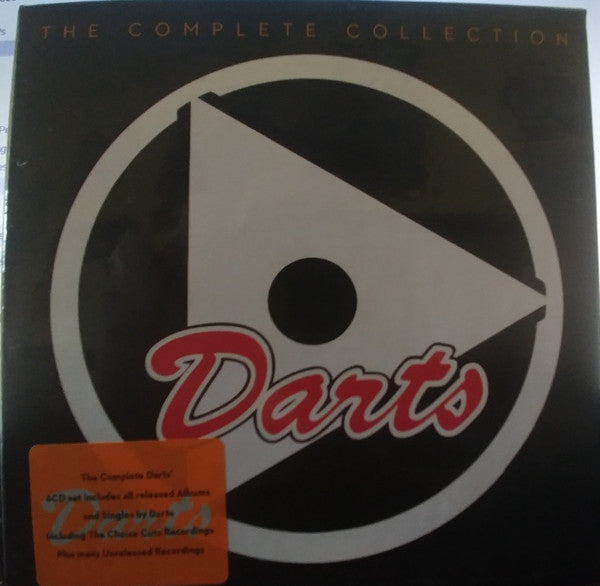 THE COMPLETE COLLECTION
Darts
The Complete Darts'
6CD set includes all released Albums
and Singles by Darts
Including The Choice Cuts Recordings
Plus many Unreleased Recordings
Darts